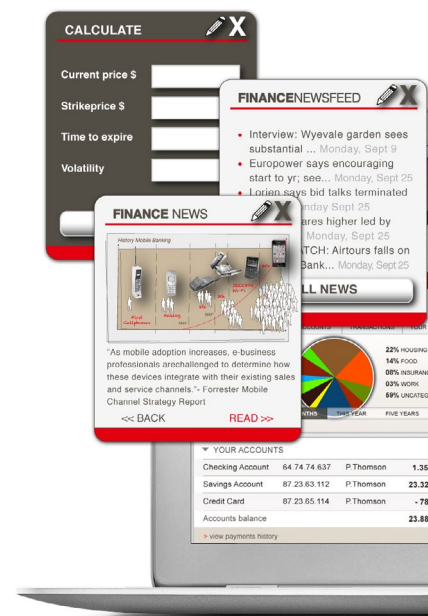 CALCULATE
Current price $
Strikeprice $
Time to expire
Volatility
FINANCENEWSFEED
Interview: Wyevale garden sees
substantial ... Monday, Sept 9
Europower says encouraging
start to yr; see... Monday, Sept 25
Lorien says bid talks terminated
nday Sept 25
ares higher led by
Monday, Sept 25
ATCH: Airtours falls on
Bank... Monday, Sept 25
LL NEWS
FINANCE NEWS
History Mobile Banking
"As mobile adoption increases, e-business
professionals arechallenged to determine how
these devices integrate with their existing sales
and service channels."- Forrester Mobile
Channel Strategy Report
<< BACK READ >>
TRANSACTIONS YOUR
22% HOUSING
14% FOOD
08% INSURANC
03% WORK
59% UNCATEG
NTHS THIS YEAR FIVE YEARS
YOUR ACCOUNTS
Checking Account 64.74.74.637 P.Thomson 1.35
Savings Account 87.23.63.112 P.Thomson 23.32
Credit Card 87.23.65.114 P.Thomson - 78
Accounts balance 23.88
> view payments history